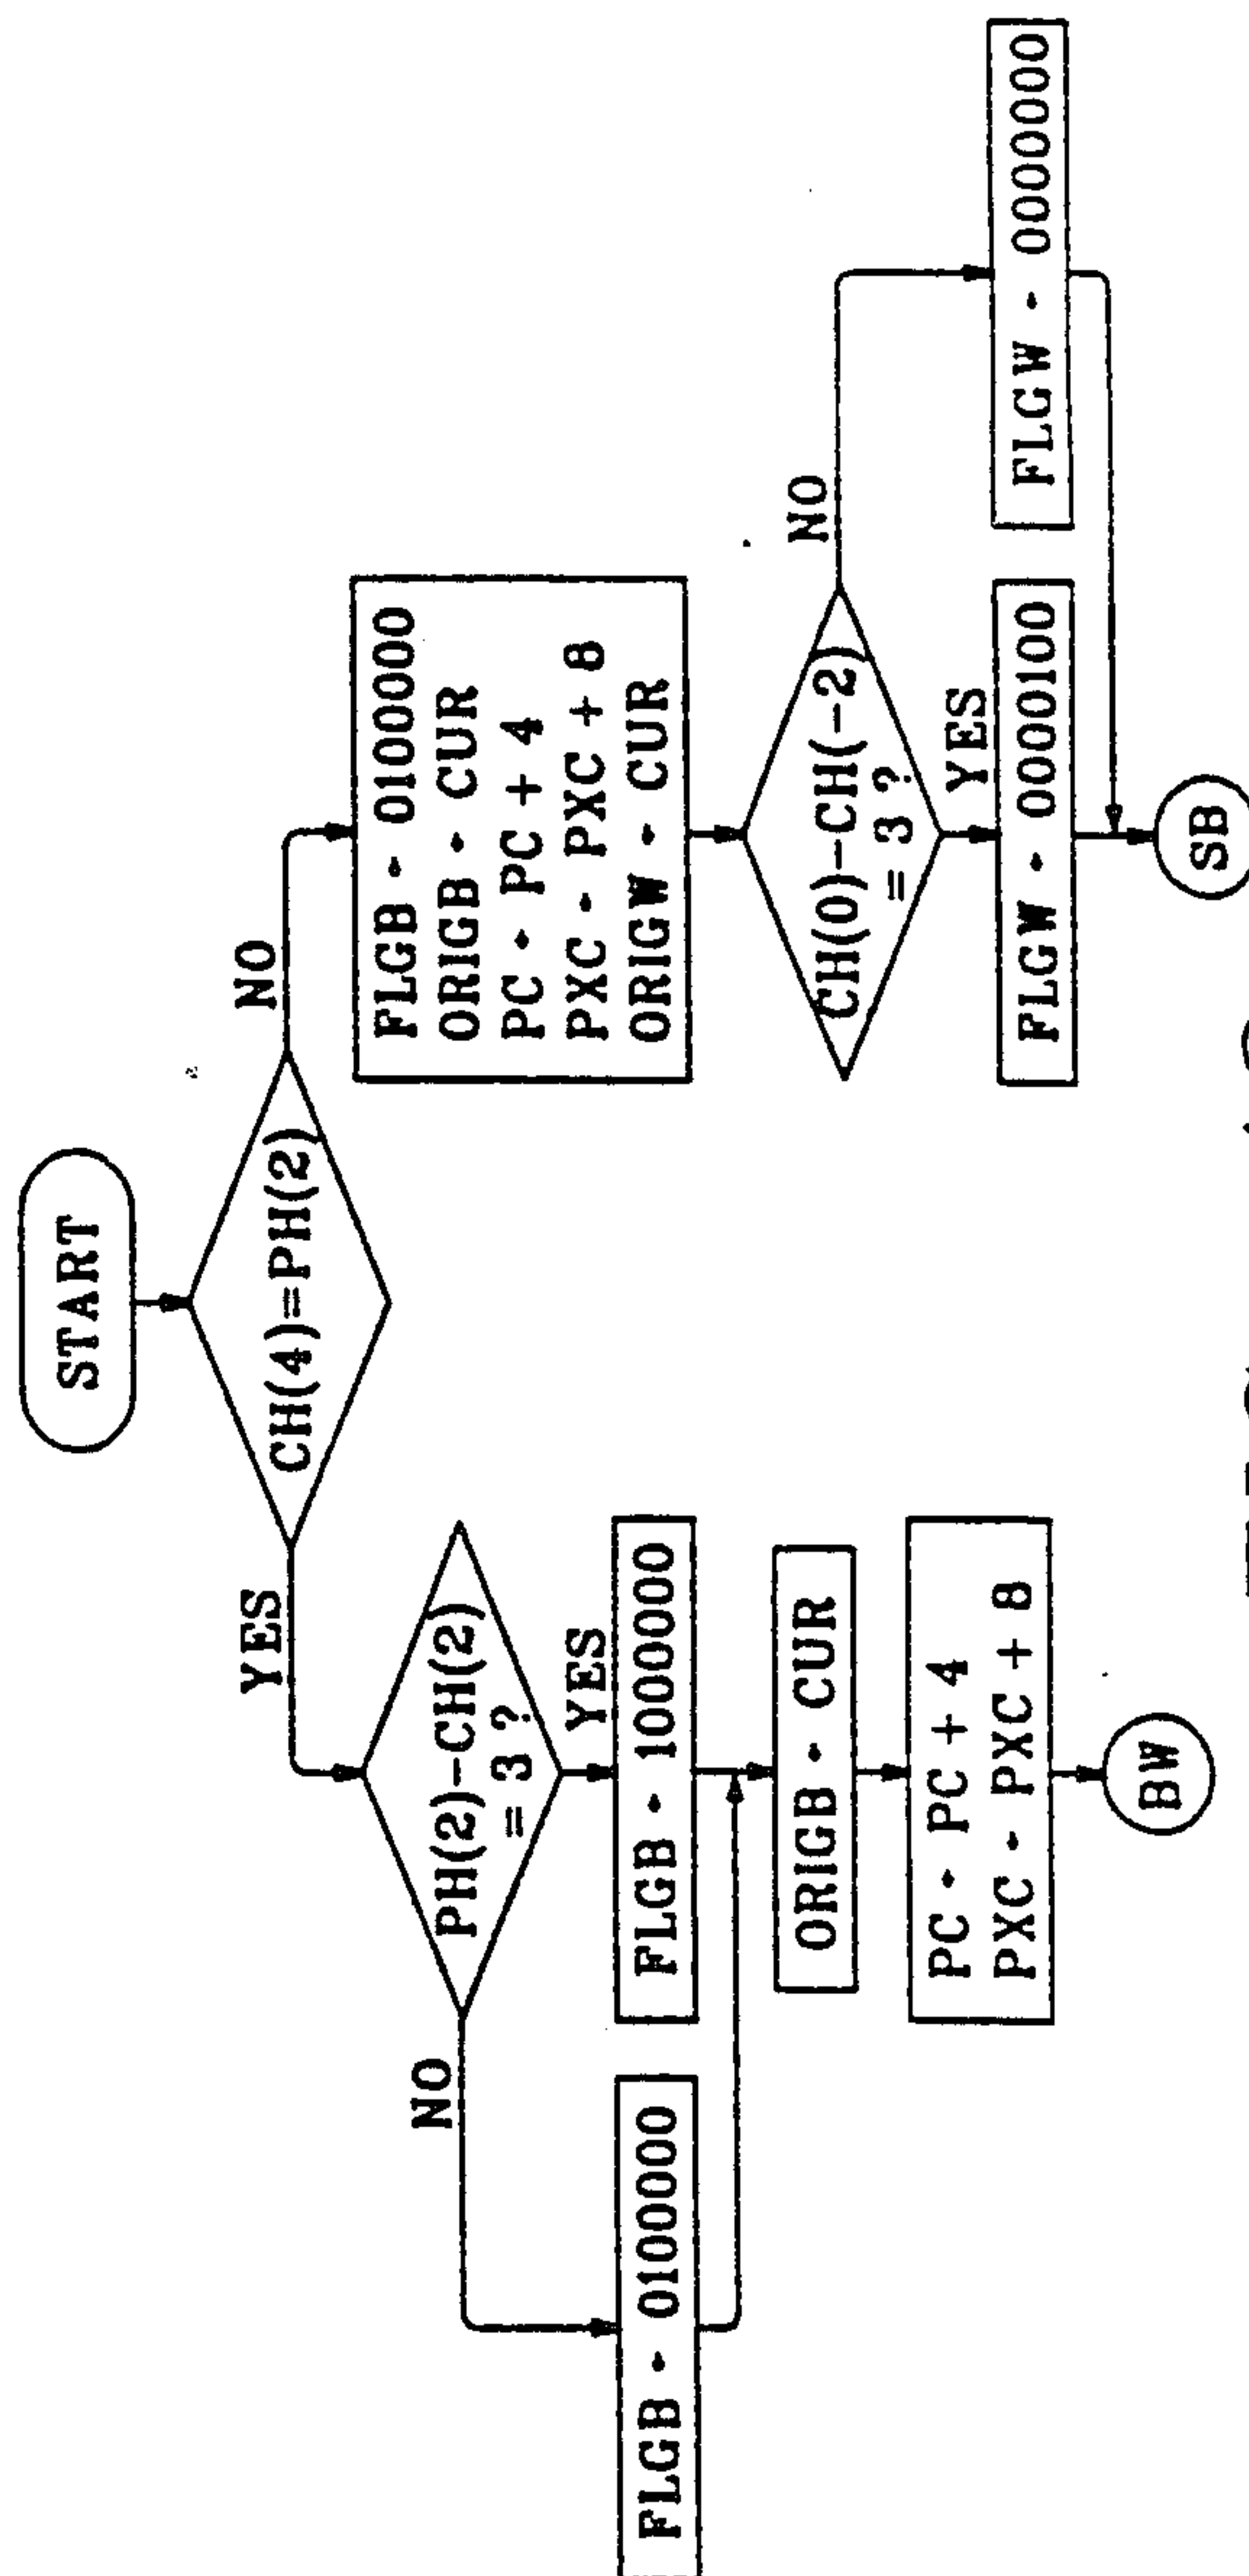 START
CH(4)=PH(2)
YES
NO
PH(2)-CH(2)
= 3 ?
NO
YES
FLGB - 0100000
FLGB - 1000000
ORIGB - CUR
PC - PC + 4
PXC - PXC + 8
BW
FLGB - 0100000
ORIGB - CUR
PC - PC + 4
PXC - PXC + 8
ORIGW - CUR
CH(0)-CH(-2)
= 3 ?
NO
YES
FLGW - 0000100
FLGW - 0000000
SB